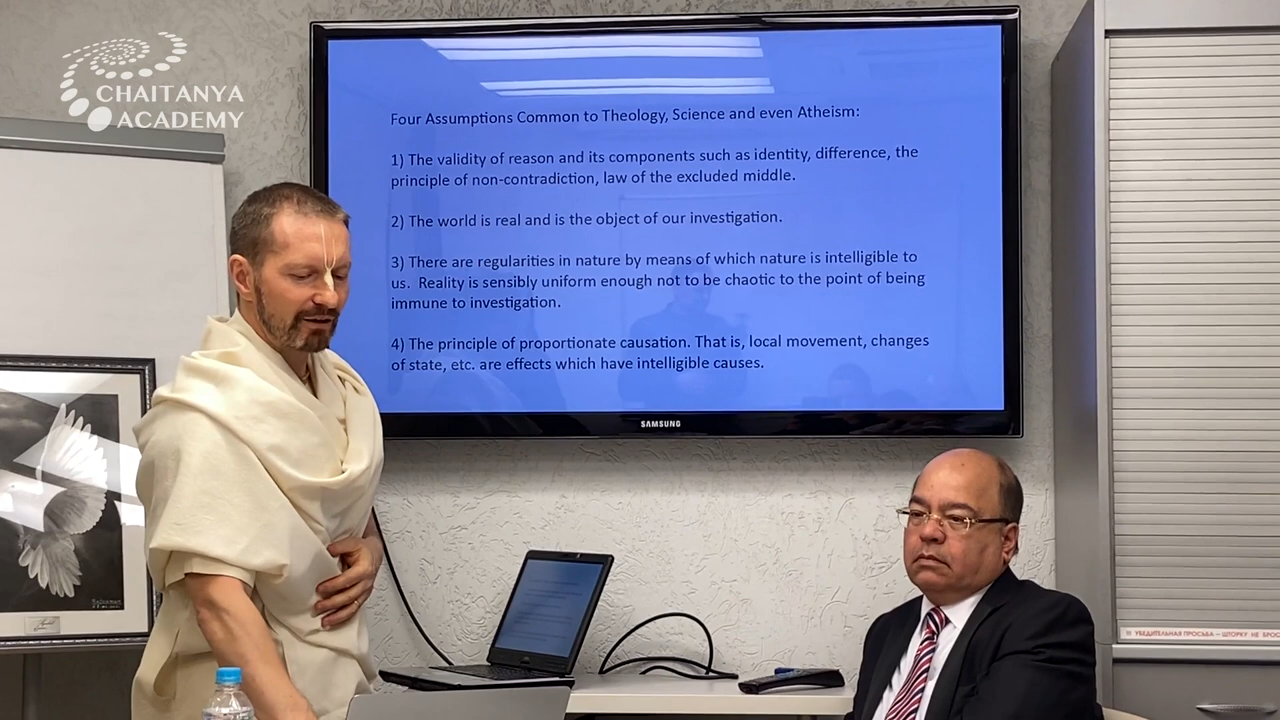 CHAITANYA
ACADEMY
Four Assumptions Common to Theology, Science and even Atheism:
1) The validity of reason and its components such as identity, difference, the
principle of non-contradiction, law of the excluded middle.
2) The world is real and is the object of our investigation.
3) There are regularities in nature by means of which nature is intelligible to
us. Reality is sensibly uniform enough not to be chaotic to the point of being
immune to investigation.
4) The principle of proportionate causation. That is, local movement, changes
of state, etc. are effects which have intelligible causes.
SAMSUNG
УБЕДИТЕЛЬНАЯ ПРОСЬБА – ШТОРКУ НЕ